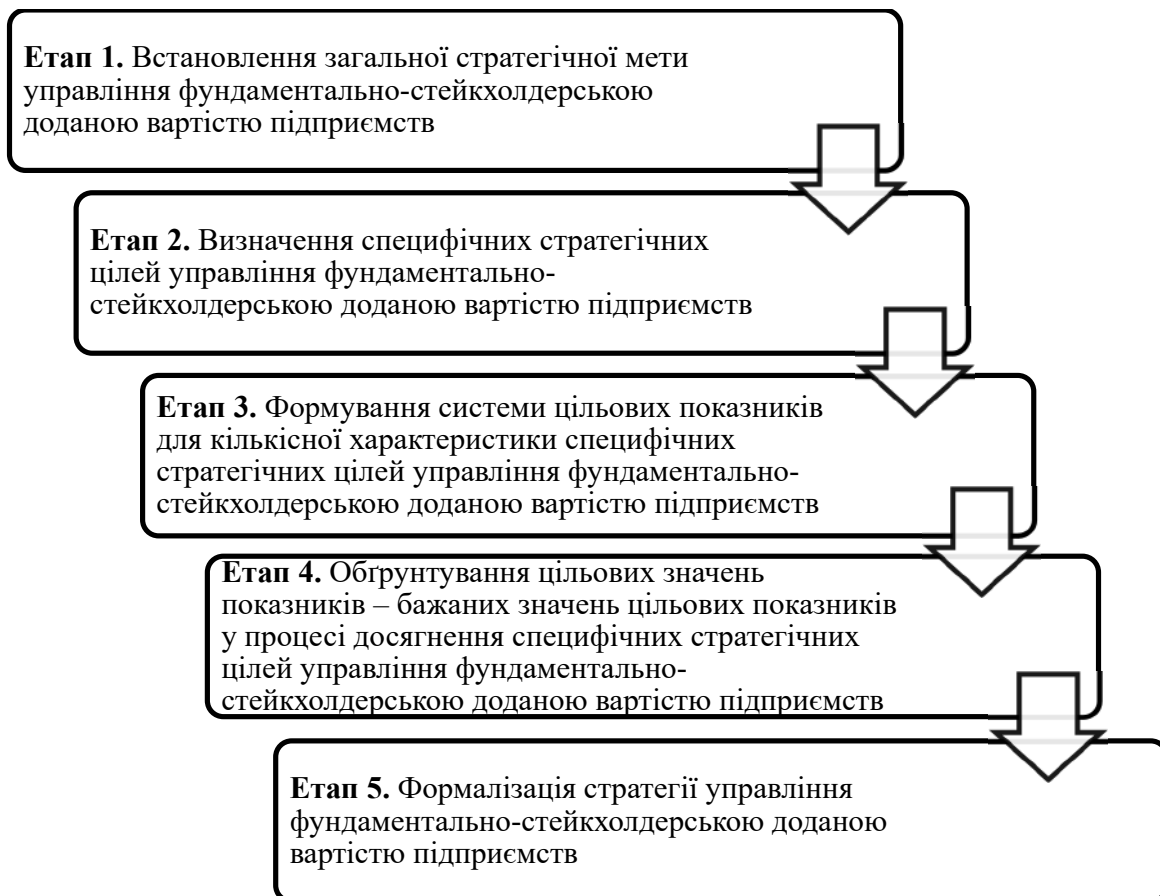 Етап 1. Встановлення загальної стратегічної мети
управління фундаментально-стейкхолдерською
доданою вартістю підприємств
Етап 2. Визначення специфічних стратегічних
цілей управління фундаментально-
стейкхолдерською доданою вартістю підприємств
Етап 3. Формування системи цільових показників
для кількісної характеристики специфічних
стратегічних цілей управління фундаментально-
стейкхолдерською доданою вартістю підприємств
Етап 4. Обґрунтування цільових значень
показників – бажаних значень цільових показників
у процесі досягнення специфічних стратегічних
цілей управління фундаментально-
стейкхолдерською доданою вартістю підприємств
Етап 5. Формалізація стратегії управління
фундаментально-стейкхолдерською доданою
вартістю підприємств